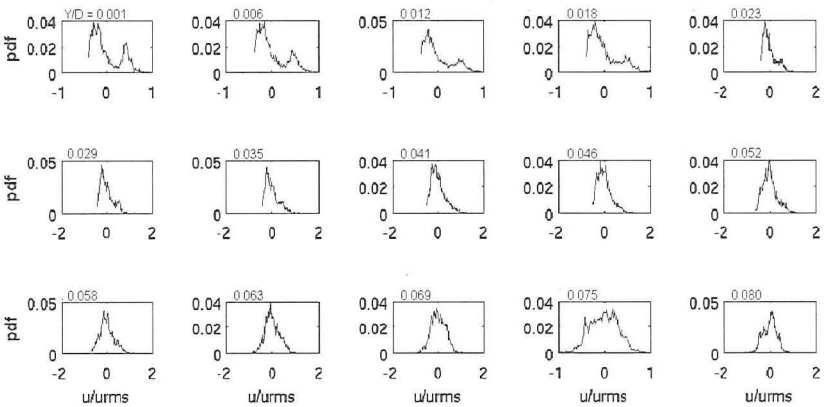 Y/D = 0.001 0.006 0.012 0.018 0.023
0.04 0.04 0.05 0.04 0.04
pdf 0.02 0.02 0.02 0.02
0 0 0 0 0
-1 0 1 -1 0 1 -1 0 1 -1 0 1 -2 0 2
0.029 0.035 0.041 0.046 0.052
0.05 0.05 0.04 0.04 0.04
pdf 0.02 0.02 0.02
0 0 0 0 0
-2 0 2 -2 0 2 -2 0 2 -2 0 2 -2 0 2
0.058 0.063 0.069 0.075 0.080
0.05 0.04 0.04 0.04 0.05
pdf 0.02 0.02 0.02
0 0 0 0 0
-2 0 2 -2 0 2 -2 0 2 -1 0 1 -2 0 2
u/urms u/urms u/urms u/urms u/urms